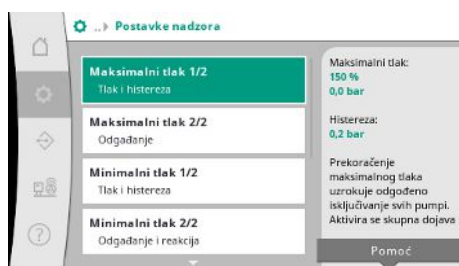 ..▸ Postavke nadzora
Maksimalni tlak 1/2
Tlak i histereza
Maksimalni tlak 2/2
Odgađanje
Minimalni tlak 1/2
Tlak i histereza
Minimalni tlak 2/2
Odgađanje i reakcija
Maksimalni tlak:
150 %
0,0 bar
Histereza:
0,2 bar
Prekoračenje
maksimalnog tlaka
uzrokuje odgođeno
isključivanje svih pumpi.
Aktivira se skupna dojava
Pomoć
?